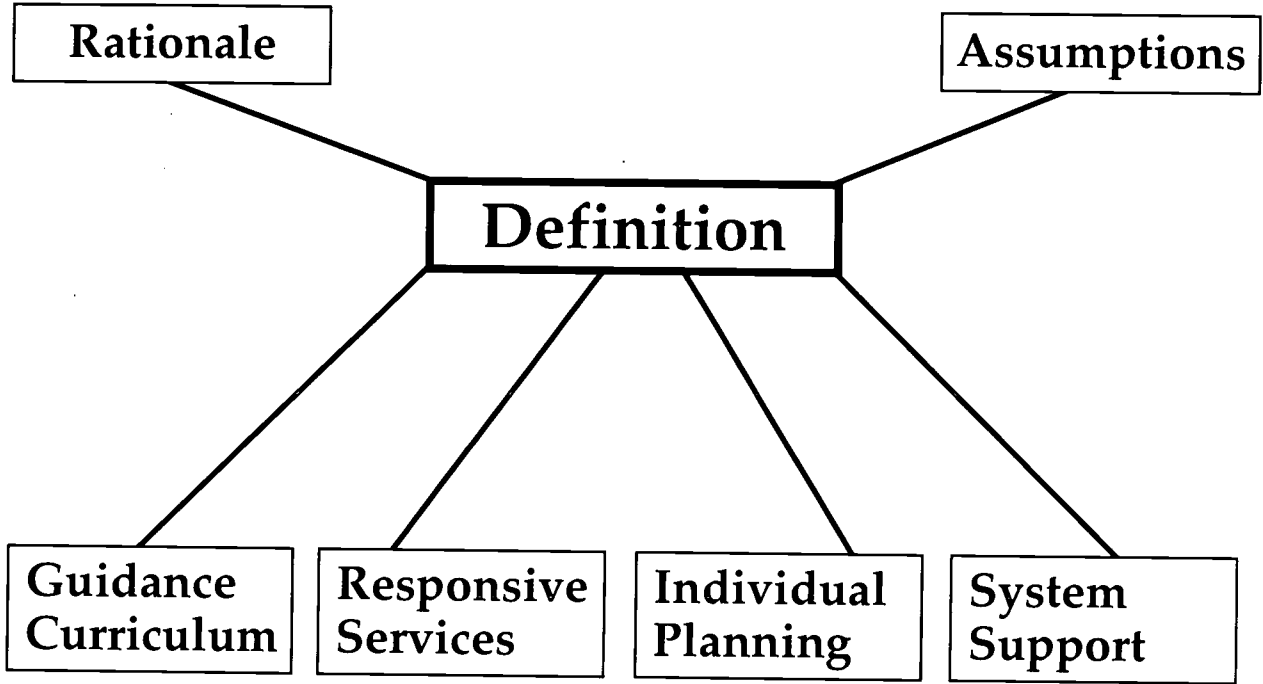 Rationale
Assumptions
Definition
Guidance
Curriculum
Responsive
Services
Individual
Planning
System
Support